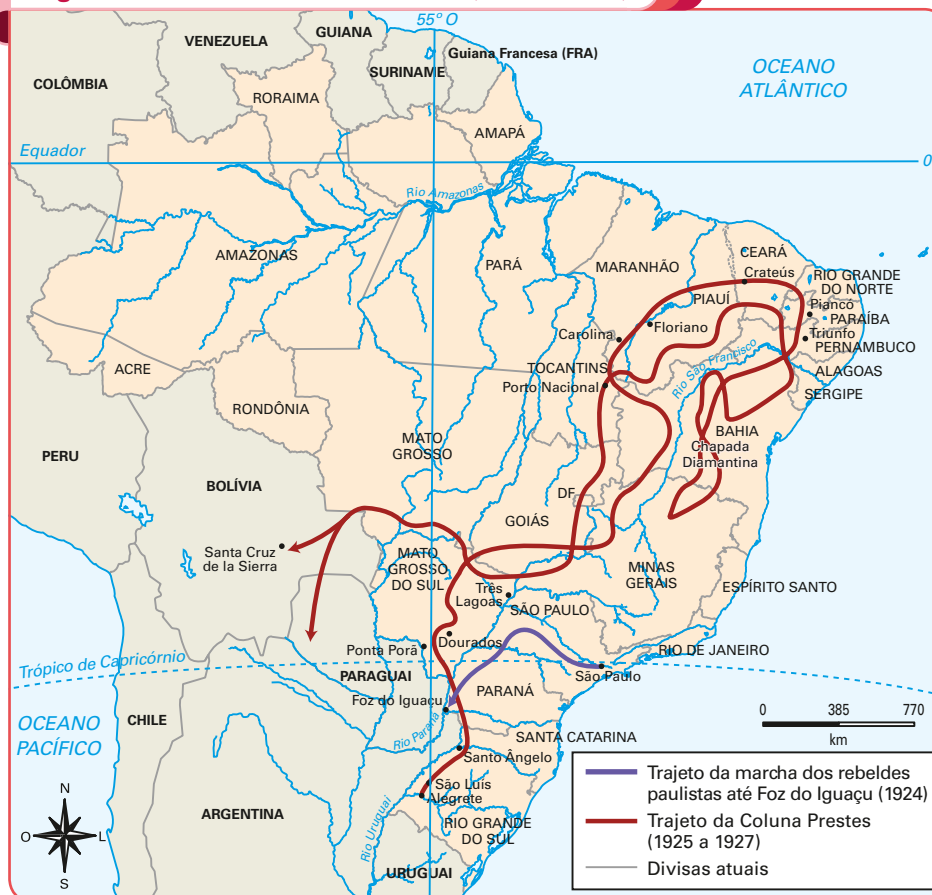 55° O
GUIANA
VENEZUELA
Guiana Francesa (FRA)
SURINAME
COLÔMBIA
OCEANO
ATLÂNTICO
RORAIMA
AMAPÁ
Equador
0
Rio Amazonas
AMAZONAS
PARÁ
MARANHÃO
CEARÁ
Crateús
RIO GRANDE
DO NORTE
PIAUÍ
Piancó
PARAÍBA
Floriano
Carolina
Triunfo
PERNAMBUCO
Rio São Francisco
ACRE
TOCANTINS
Porto Nacional
ALAGOAS
SERGIPE
RONDÔNIA
BAHIA
Chapada
Diamantina
MATO
GROSSO
PERU
BOLÍVIA
DF
GOIÁS
Santa Cruz
de la Sierra
MATO
GROSSO
DO SUL
MINAS
GERAIS
ESPÍRITO SANTO
Três
Lagoas
SÃO PAULO
Dourados
Ponta Porã
RIO DE JANEIRO
Trópico de Capricórnio
São Paulo
PARAGUAI
PARANÁ
Foz do Iguaçu
OCEANO
PACÍFICO
CHILE
Rio Paraná
SANTA CATARINA
Santo Ângelo
0 385 770
km
São Luís
Alegrete
ARGENTINA
Rio Uruguai
RIO GRANDE
DO SUL
URUGUAI
N
O L
S
Trajeto da marcha dos rebeldes
paulistas até Foz do Iguaçu (1924)
Trajeto da Coluna Prestes
(1925 a 1927)
Divisas atuais